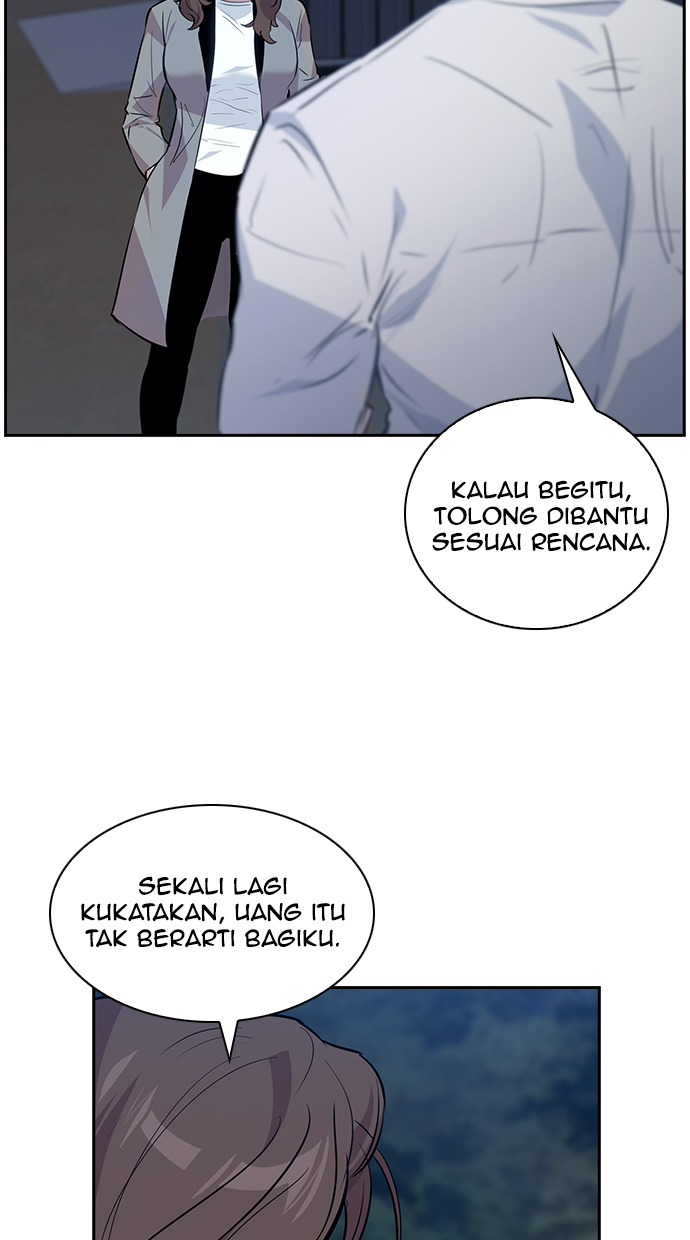 KALAU BEGITU,
TOLONG DIBANTU
SESUAI RENCANA.
SEKALI LAGI
KUKATAKAN, UANG ITU
TAK BERARTI BAGIKU.